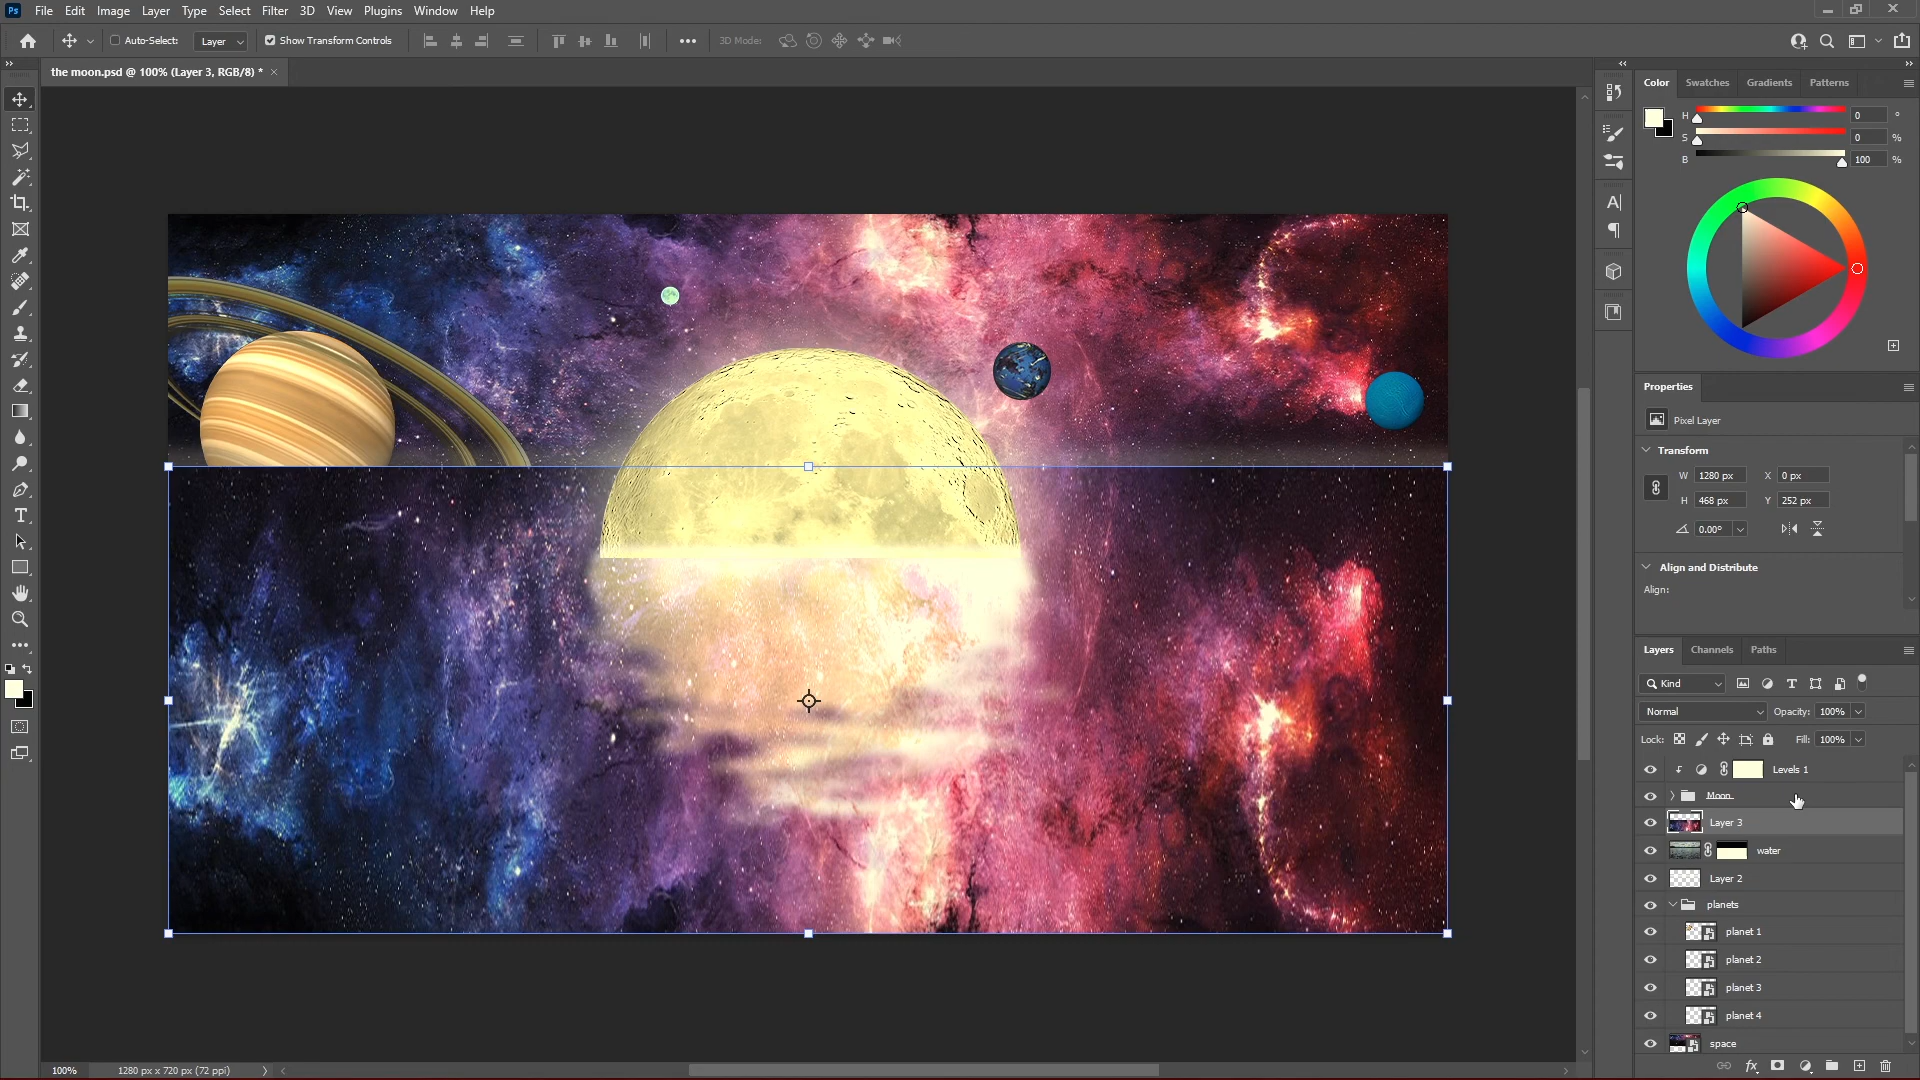 Ps File Edit Image Layer Type Select Filter 3D View Plugins Window Help
Auto-Select: Layer Show Transform Controls 3D Mode:
the moon.psd @ 100% (Layer 3, RGB/8) *
Color Swatches Gradients Patterns
H 0 °
S 0 %
B 100 %
Properties
Pixel Layer
Transform
W 1280 px X 0 px
H 468 px Y 252 px
0.00°
Align and Distribute
Align:
Layers Channels Paths
Kind
Normal Opacity: 100%
Lock: Fill: 100%
Levels 1
Moon
Layer 3
water
Layer 2
planets
planet 1
planet 2
planet 3
planet 4
space
100% 1280 px x 720 px (72 ppi)